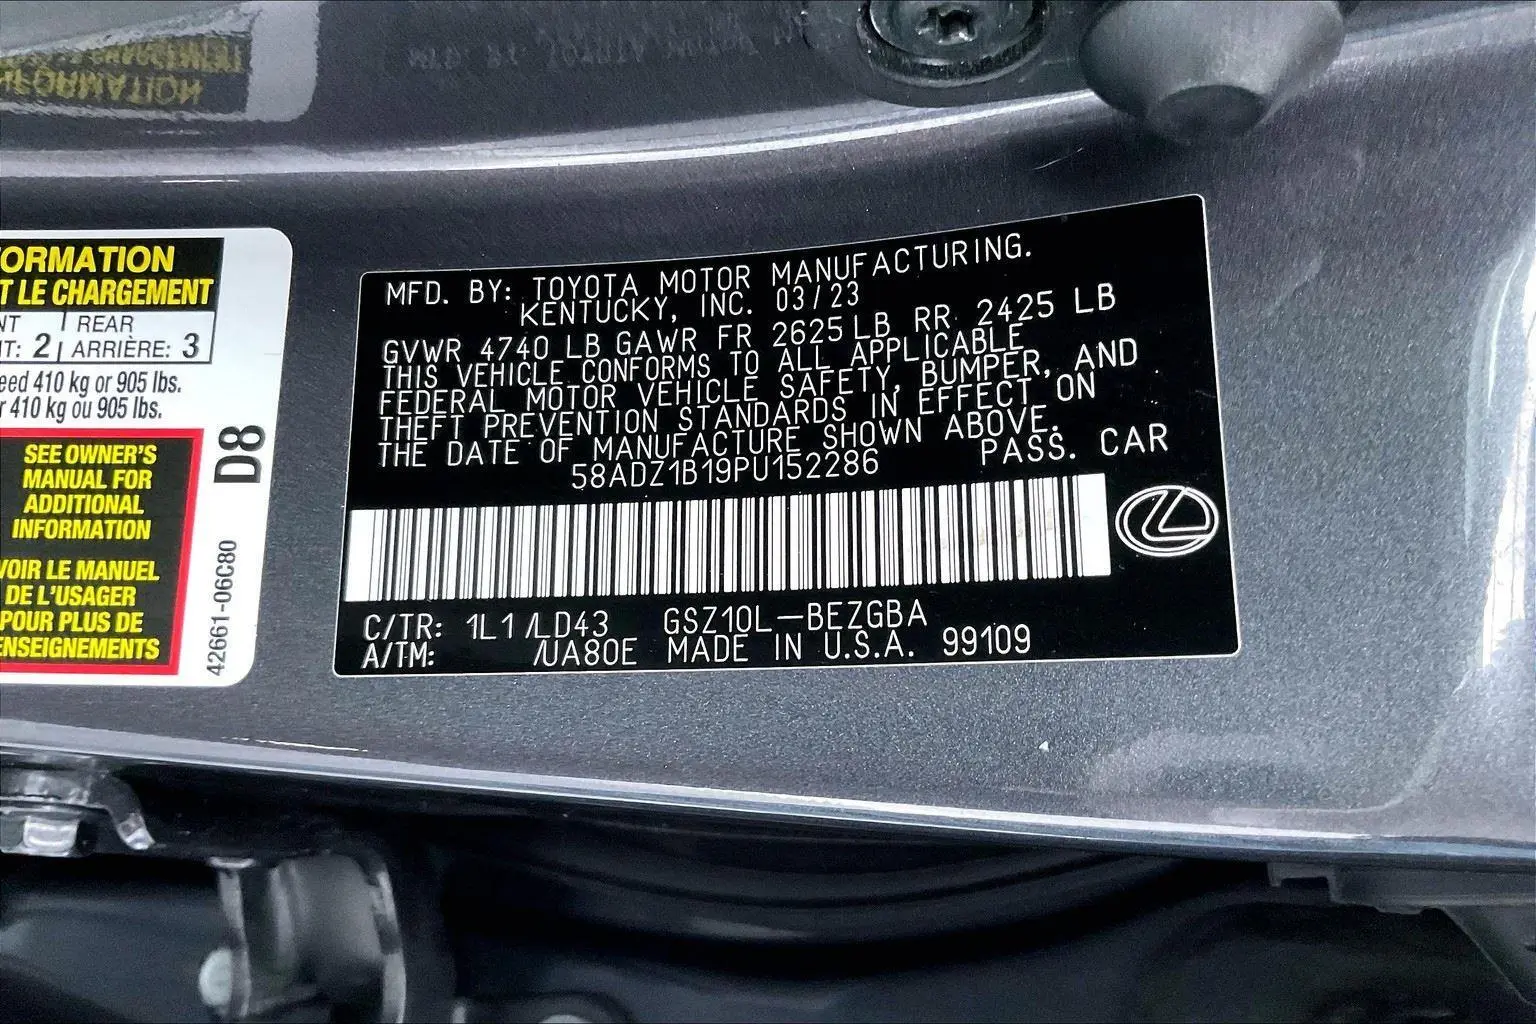 ORMATION
T LE CHARGEMENT
NT REAR
T: 2 ARRIÈRE: 3
eed 410 kg or 905 lbs.
r 410 kg ou 905 lbs.
SEE OWNER'S
MANUAL FOR
ADDITIONAL
INFORMATION
VOIR LE MANUEL
DE L'USAGER
POUR PLUS DE
ENSEIGNEMENTS
D8
42661-06C80
MFD. BY: TOYOTA MOTOR MANUFACTURING.
KENTUCKY, INC. 03/23
GVWR 4740 LB GAWR FR 2625 LB RR 2425 LB
THIS VEHICLE CONFORMS TO ALL APPLICABLE
FEDERAL MOTOR VEHICLE SAFETY, BUMPER, AND
THEFT PREVENTION STANDARDS IN EFFECT ON
THE DATE OF MANUFACTURE SHOWN ABOVE.
58ADZ1B19PU152286 PASS. CAR
C/TR: 1L1/LD43 GSZ10L-BEZGBA
A/TM: /UA80E MADE IN U.S.A. 99109